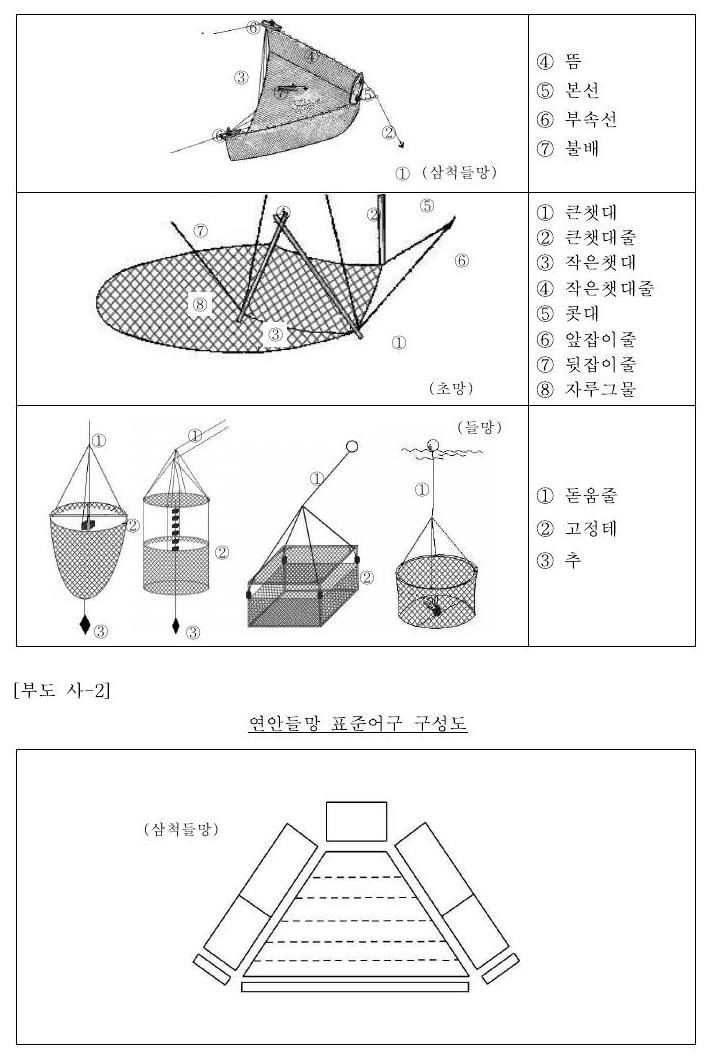 ⑥
④
③
⑦
⑤
⑥
②
① (삼척들망)
④ 뜸
⑤ 본선
⑥ 부속선
⑦ 불배
④
②
⑤
⑦
⑥
⑧
③
①
(초망)
① 큰챗대
② 큰챗대줄
③ 작은챗대
④ 작은챗대줄
⑤ 콧대
⑥ 앞잡이줄
⑦ 뒷잡이줄
⑧ 자루그물
(들망)
①
①
①
①
②
②
②
③
③
① 돋움줄
② 고정테
③ 추
[부도 사-2]
연안들망 표준어구 구성도
(삼척들망)